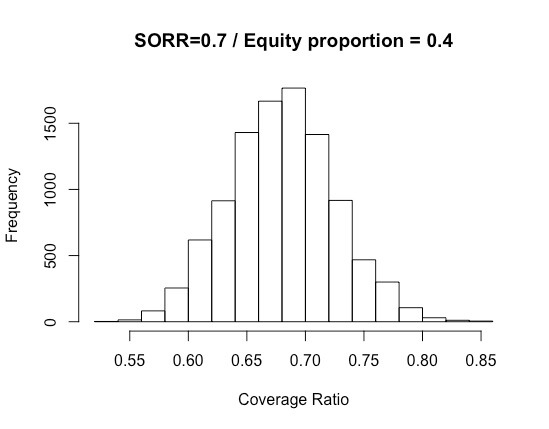 SORR=0.7 / Equity proportion = 0.4
Frequency
1500
1000
500
0
0.55 0.60 0.65 0.70 0.75 0.80 0.85
Coverage Ratio